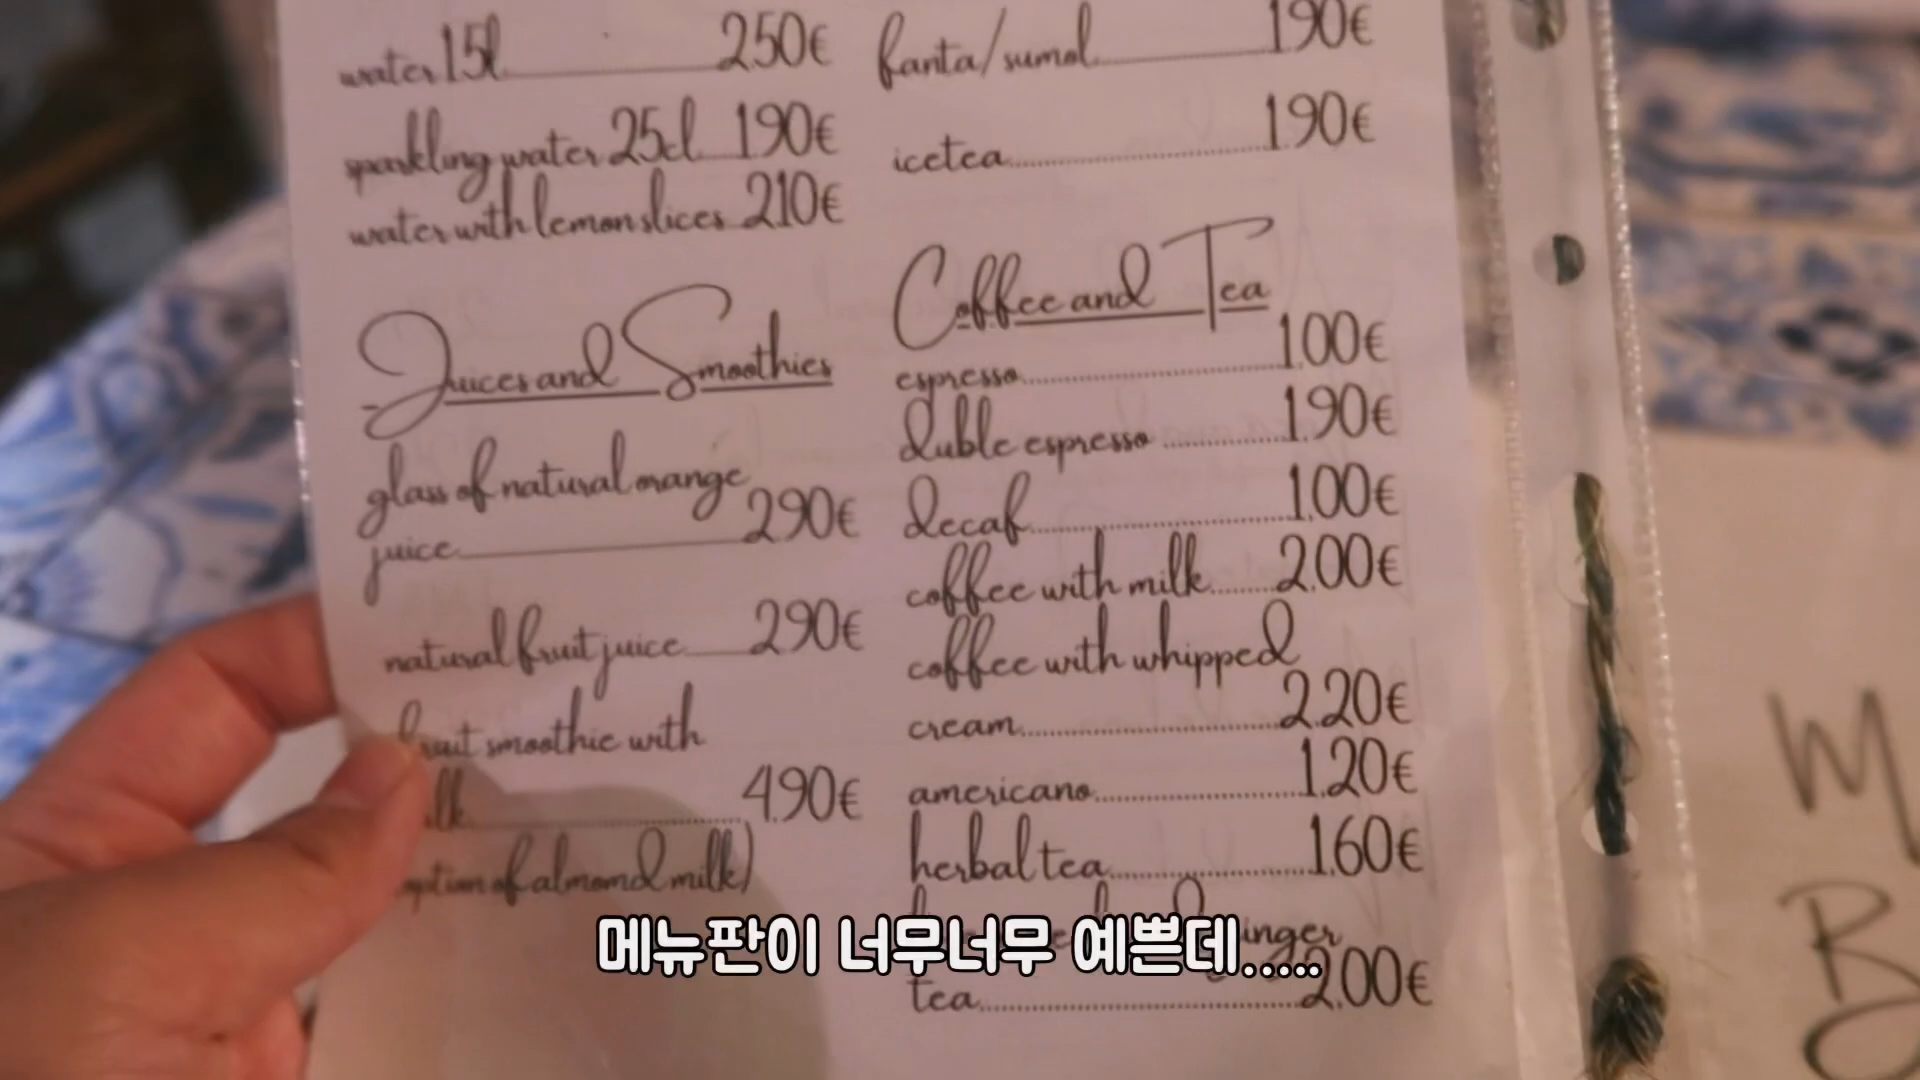 water 1.5l 2.50€
sparkling water 25cl 1.90€
water with lemon slices 2.10€
Juices and Smoothies
glass of natural orange
juice 2.90€
natural fruit juice 2.90€
fruit smoothie with
4.90€
of almomd milk)
fanta/sumol 1.90€
icetea 1.90€
Coffee and Tea
espresso 1.00€
duble espresso 1.90€
decaf 1.00€
coffee with milk 2.00€
coffee with whipped
cream 2.20€
americano 1.20€
herbal tea 1.60€
tea 2.00€
M
B
메뉴판이 너무너무 예쁜데.....